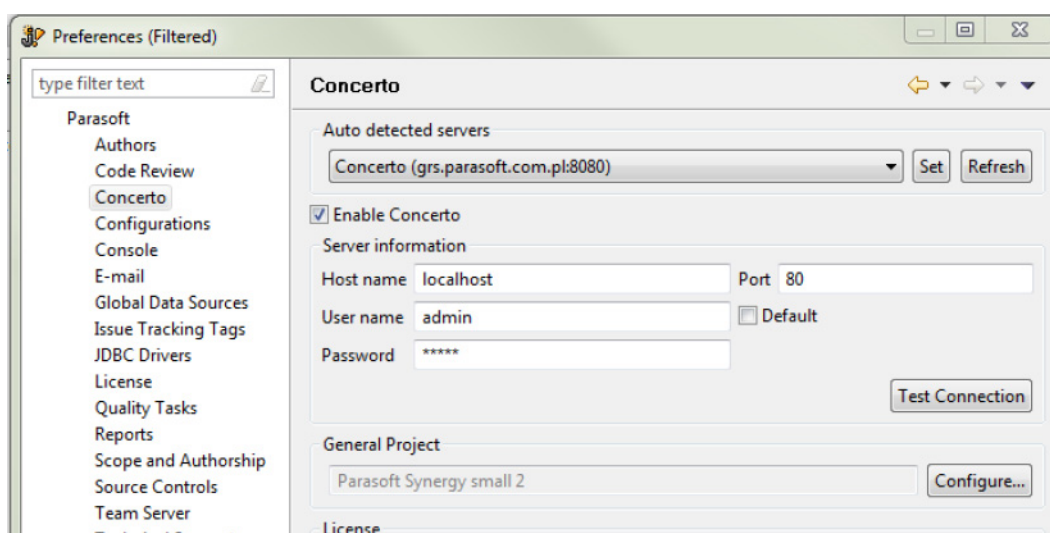 Preferences (Filtered)
type filter text
Parasoft
Authors
Code Review
Concerto
Configurations
Console
E-mail
Global Data Sources
Issue Tracking Tags
JDBC Drivers
License
Quality Tasks
Reports
Scope and Authorship
Source Controls
Team Server
Concerto
Auto detected servers
Concerto (grs.parasoft.com.pl:8080) Set Refresh
Enable Concerto
Server information
Host name localhost Port 80
User name admin Default
Password *****
Test Connection
General Project
Parasoft Synergy small 2 Configure...
License